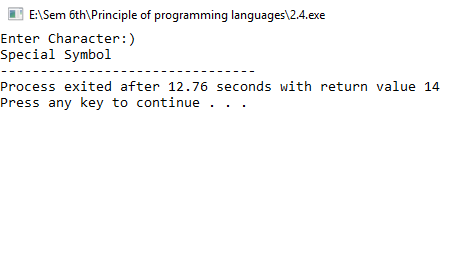 E:\Sem 6th\Principle of programming languages\2.4.exe
Enter Character:)
Special Symbol
--------------------------------
Process exited after 12.76 seconds with return value 14
Press any key to continue . . .